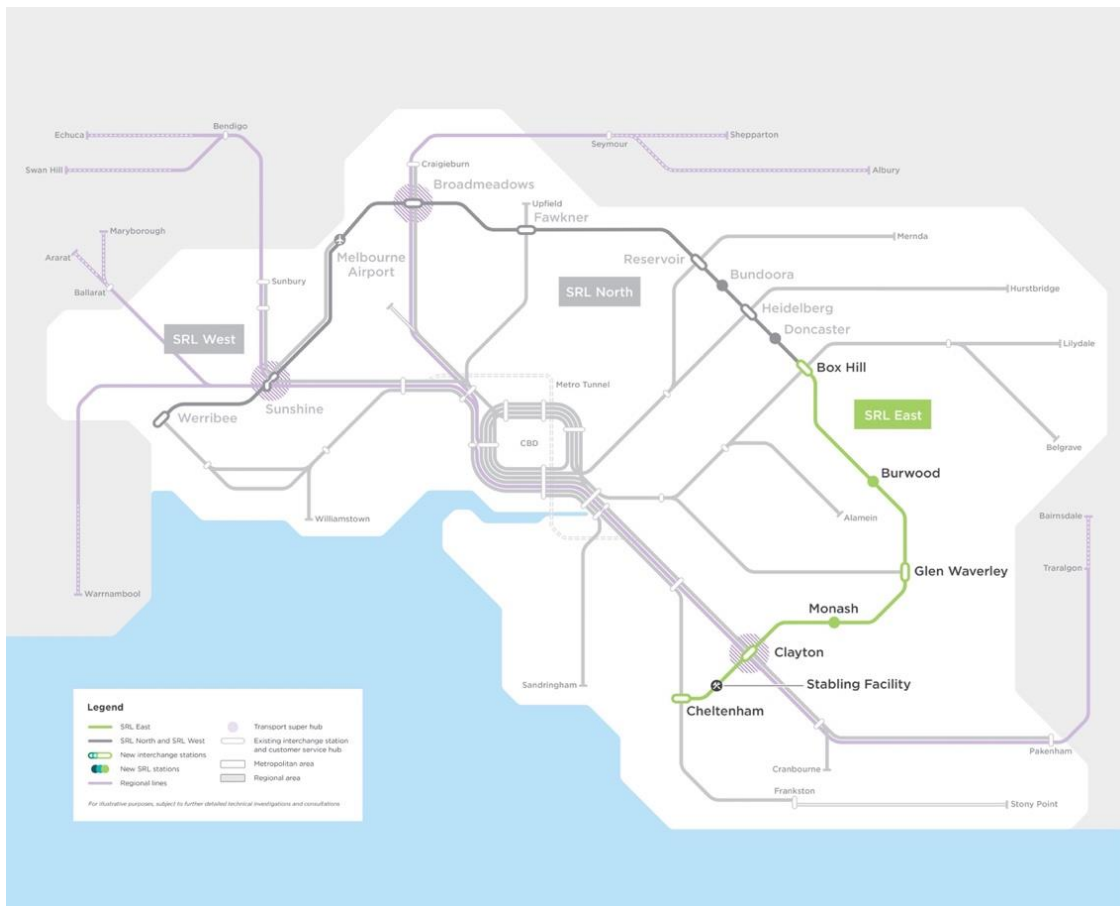 Echuca
Bendigo
Swan Hill
Seymour
Shepparton
Albury
Craigieburn
Broadmeadows
Upfield
Fawkner
Maryborough
Ararat
Ballarat
Melbourne
Airport
Sunbury
SRL West
SRL North
Reservoir
Mernda
Bundoora
Hurstbridge
Heidelberg
Doncaster
Lilydale
Box Hill
SRL East
Belgrave
Sunshine
Werribee
Metro Tunnel
CBD
Burwood
Williamstown
Alamein
Bairnsdale
Glen Waverley
Traralgon
Warrnambool
Monash
Clayton
Sandringham
Stabling Facility
Cheltenham
Pakenham
Cranbourne
Frankston
Stony Point
Legend
SRL East
SRL North and SRL West
New interchange stations
New SRL stations
Regional lines
Transport super hub
Existing interchange station
and customer service hub
Metropolitan area
Regional area
For illustrative purposes, subject to further detailed technical investigations and consultations.